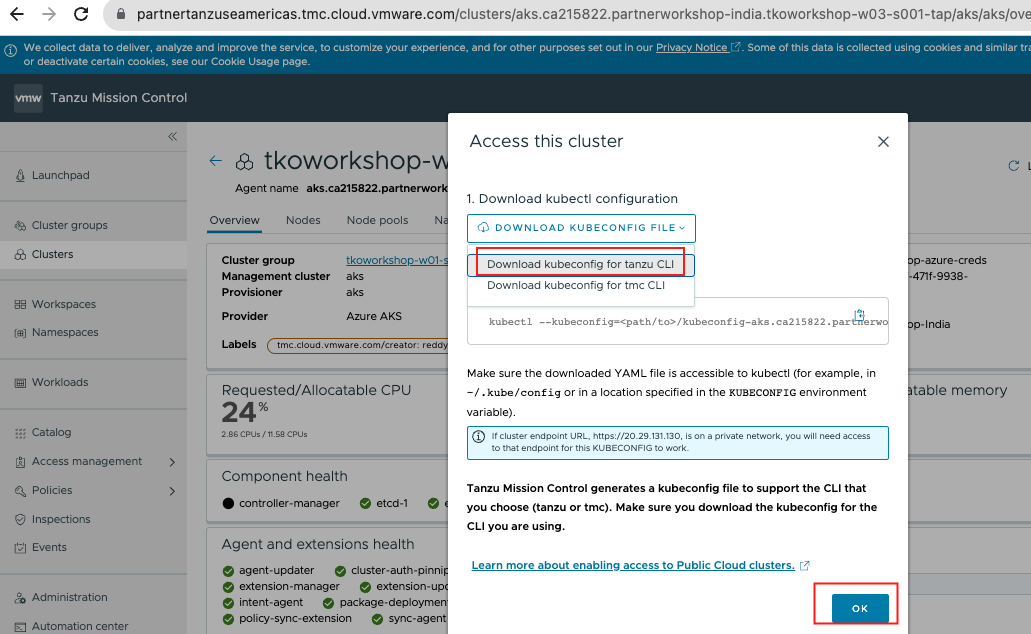 partnertanzuseamericas.tmc.cloud.vmware.com/clusters/aks.ca215822.partnerworkshop-india.tkoworkshop-w03-s001-tap/aks/aks/ove
We collect data to deliver, analyze and improve the service, to customize your experience, and for other purposes set out in our Privacy Notice. Some of this data is collected using cookies and similar tra
or deactivate certain cookies, see our Cookie Usage page.
vmw Tanzu Mission Control
Launchpad
Cluster groups
Clusters
Workspaces
Namespaces
Workloads
Catalog
Access management
Policies
Inspections
Events
Administration
Automation center
tkoworkshop-w
Agent name aks.ca215822.partnerwork
Overview Nodes Node pools Na
Cluster group tkoworkshop-w01-s
Management cluster aks
Provisioner aks
Provider Azure AKS
Labels tmc.cloud.vmware.com/creator: reddy
op-azure-creds
-471f-9938-
op-India
Requested/Allocatable CPU
24%
2.86 CPUs / 11.58 CPUs
atable memory
Component health
controller-manager etcd-1 e
Agent and extensions health
agent-updater cluster-auth-pinnip
extension-manager extension-upd
intent-agent package-deploymen
policy-sync-extension sync-agent
Access this cluster
1. Download kubectl configuration
DOWNLOAD KUBECONFIG FILE
Download kubeconfig for tanzu CLI
Download kubeconfig for tmc CLI
kubectl --kubeconfig=<path/to>/kubeconfig-aks.ca215822.partnerwo
Make sure the downloaded YAML file is accessible to kubectl (for example, in
~/.kube/config or in a location specified in the KUBECONFIG environment
variable).
If cluster endpoint URL, https://20.29.131.130, is on a private network, you will need access
to that endpoint for this KUBECONFIG to work.
Tanzu Mission Control generates a kubeconfig file to support the CLI that
you choose (tanzu or tmc). Make sure you download the kubeconfig for the
CLI you are using.
Learn more about enabling access to Public Cloud clusters.
OK